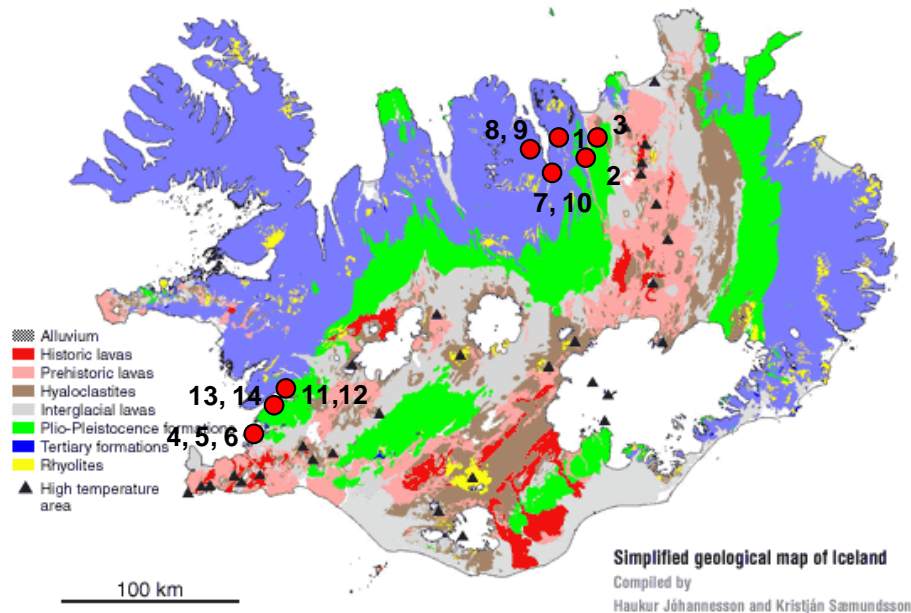 8, 9
1
3
2
7, 10
Alluvium
Historic lavas
Prehistoric lavas
Hyaloclastites
Interglacial lavas
Plio-Pleistocence formations
Tertiary formations
Rhyolites
High temperature
area
13, 14
11,12
4, 5, 6
100 km
Simplified geological map of Iceland
Compiled by
Haukur Jóhannesson and Kristján Sæmundsson